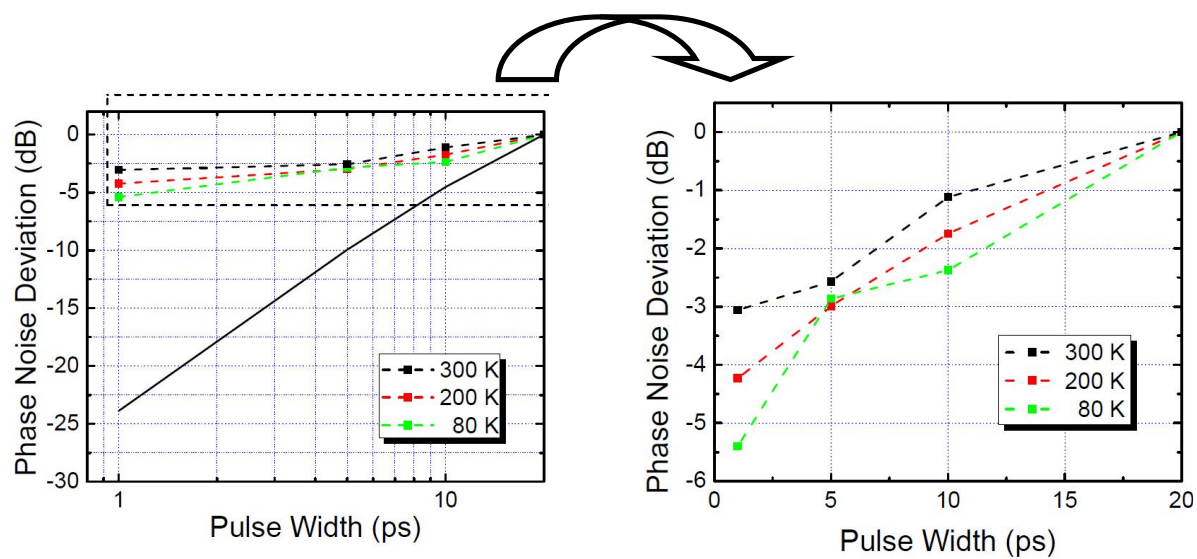 Phase Noise Deviation (dB)
0
-5
-10
-15
-20
-25
-30
1
10
Pulse Width (ps)
300 K
200 K
80 K
Phase Noise Deviation (dB)
0
-1
-2
-3
-4
-5
-6
0
5
10
15
20
Pulse Width (ps)
300 K
200 K
80 K